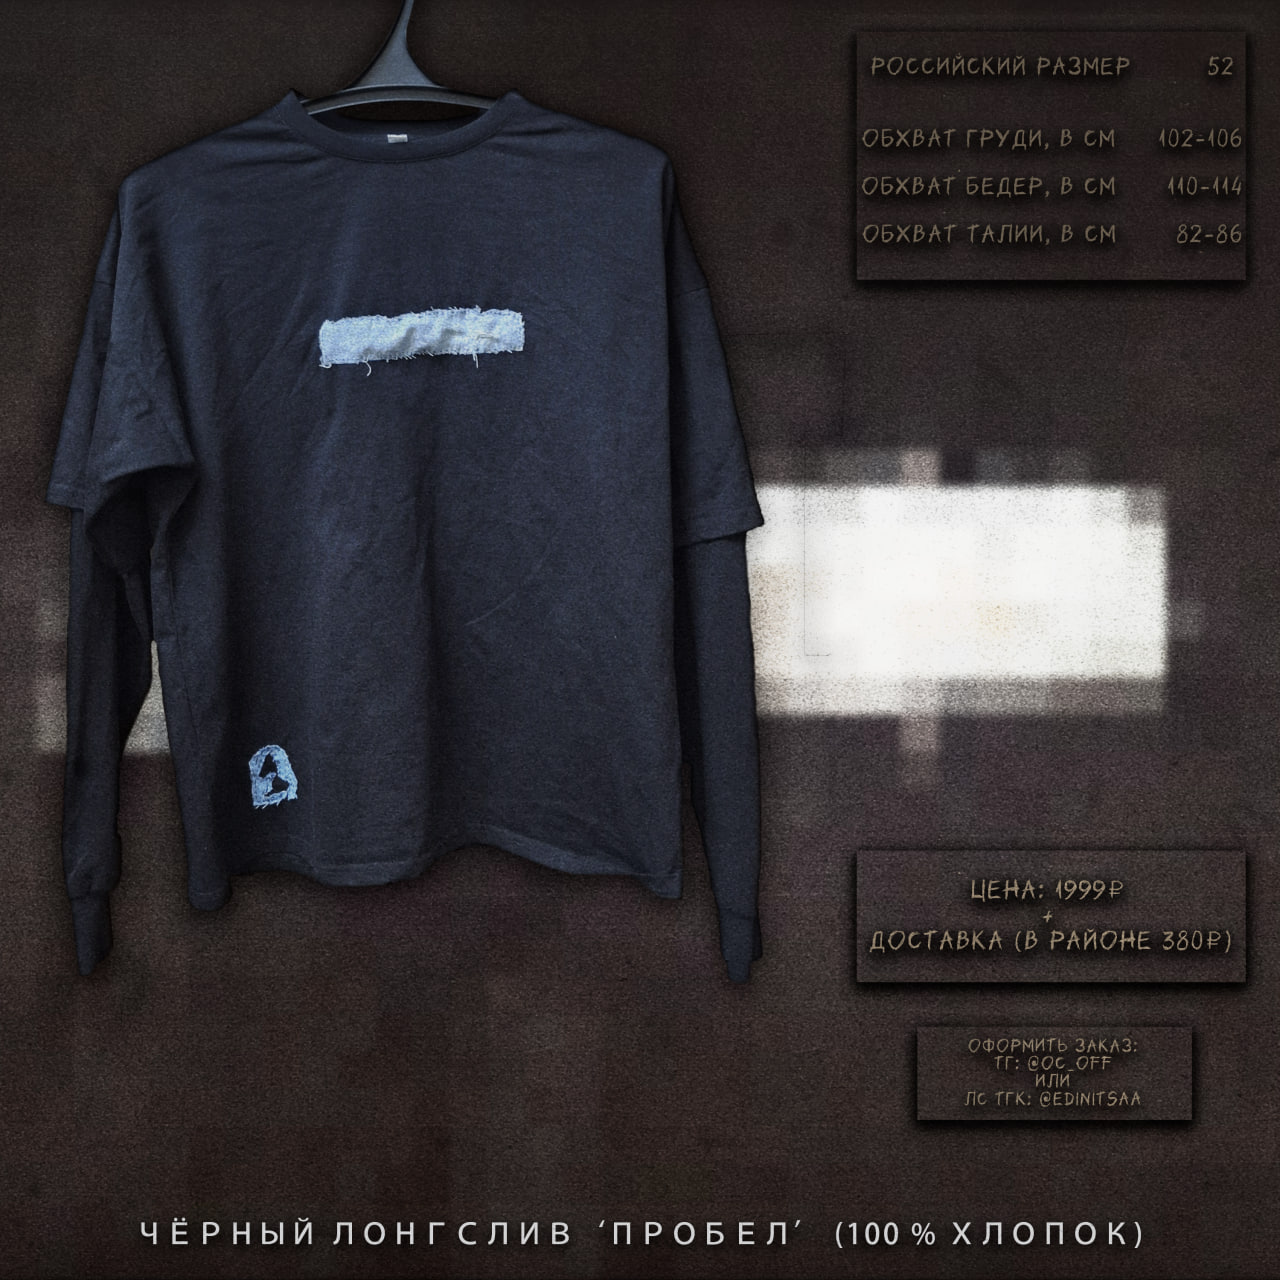 РОССИЙСКИЙ РАЗМЕР 52
ОБХВАТ ГРУДИ, В СМ 102-106
ОБХВАТ БЕДЕР, В СМ 110-114
ОБХВАТ ТАЛИИ, В СМ 82-86
ЦЕНА: 1999₽
+
ДОСТАВКА (В РАЙОНЕ 380₽)
ОФОРМИТЬ ЗАКАЗ:
ТГ: @OC_OFF
ИЛИ
ЛС ТГК: @EDINITSAA
ЧЁРНЫЙ ЛОНГСЛИВ ‘ПРОБЕЛ’ (100 % ХЛОПОК)